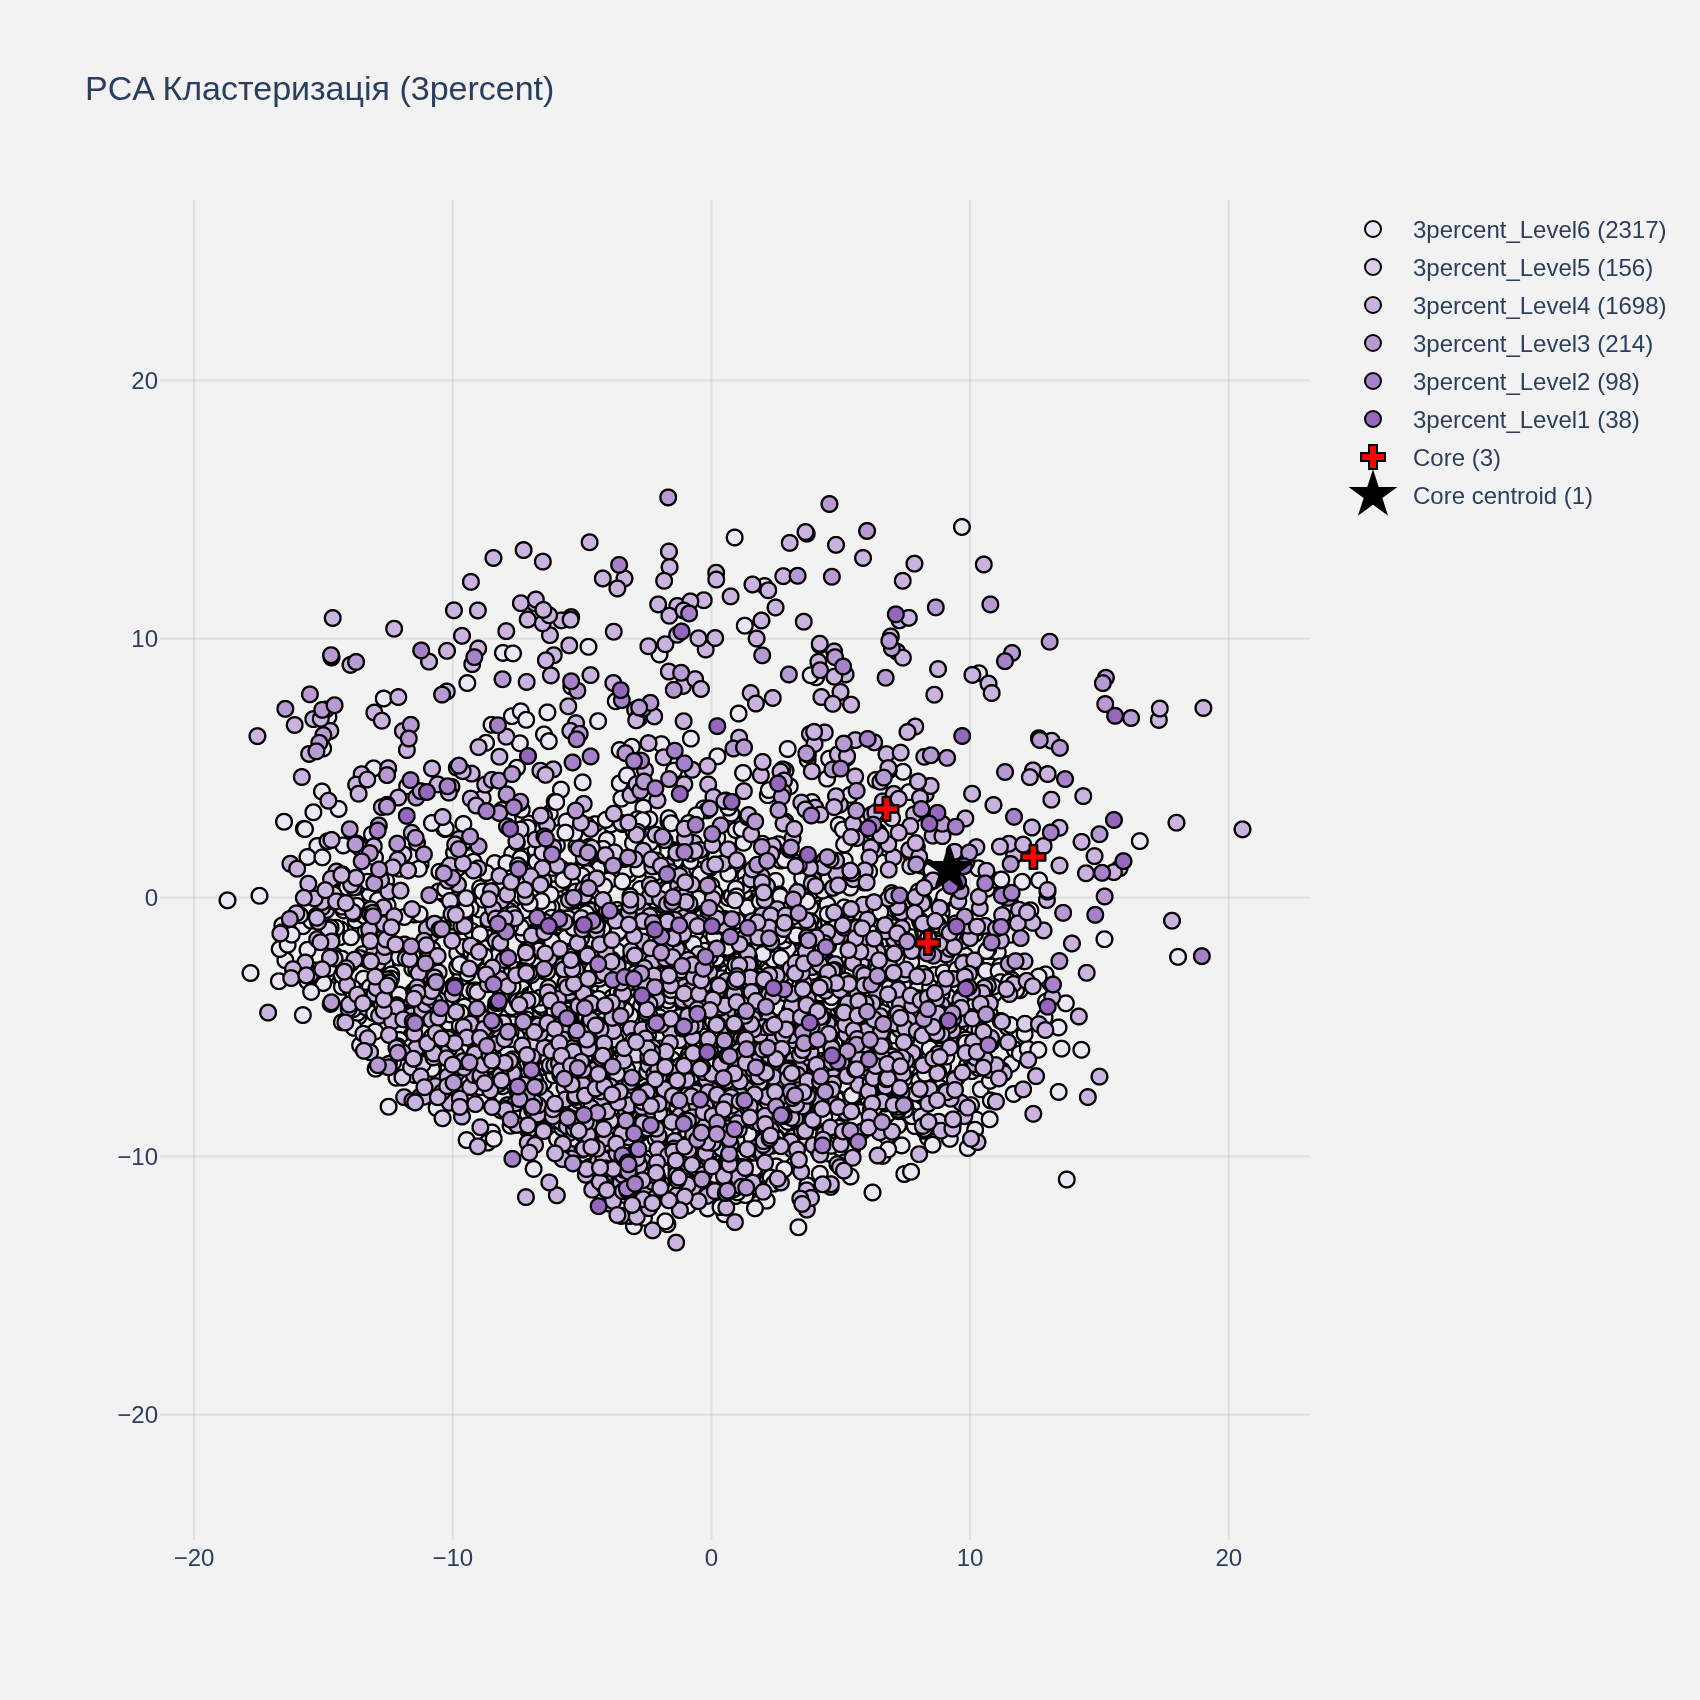 PCA Кластеризація (3percent)
3percent_Level6 (2317)
3percent_Level5 (156)
3percent_Level4 (1698)
3percent_Level3 (214)
3percent_Level2 (98)
3percent_Level1 (38)
Core (3)
Core centroid (1)
20
10
0
−10
−20
−20 −10 0 10 20